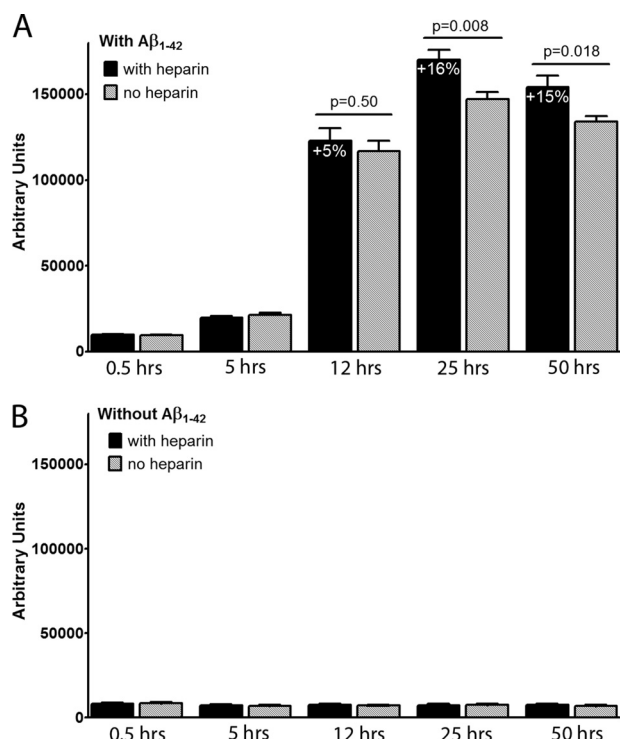 A
With Aβ1-42
with heparin
no heparin
Arbitrary Units
150000
100000
50000
0
+5%
p=0.50
+16%
p=0.008
+15%
p=0.018
0.5 hrs 5 hrs 12 hrs 25 hrs 50 hrs
B
Without Aβ1-42
with heparin
no heparin
Arbitrary Units
150000
100000
50000
0
0.5 hrs 5 hrs 12 hrs 25 hrs 50 hrs